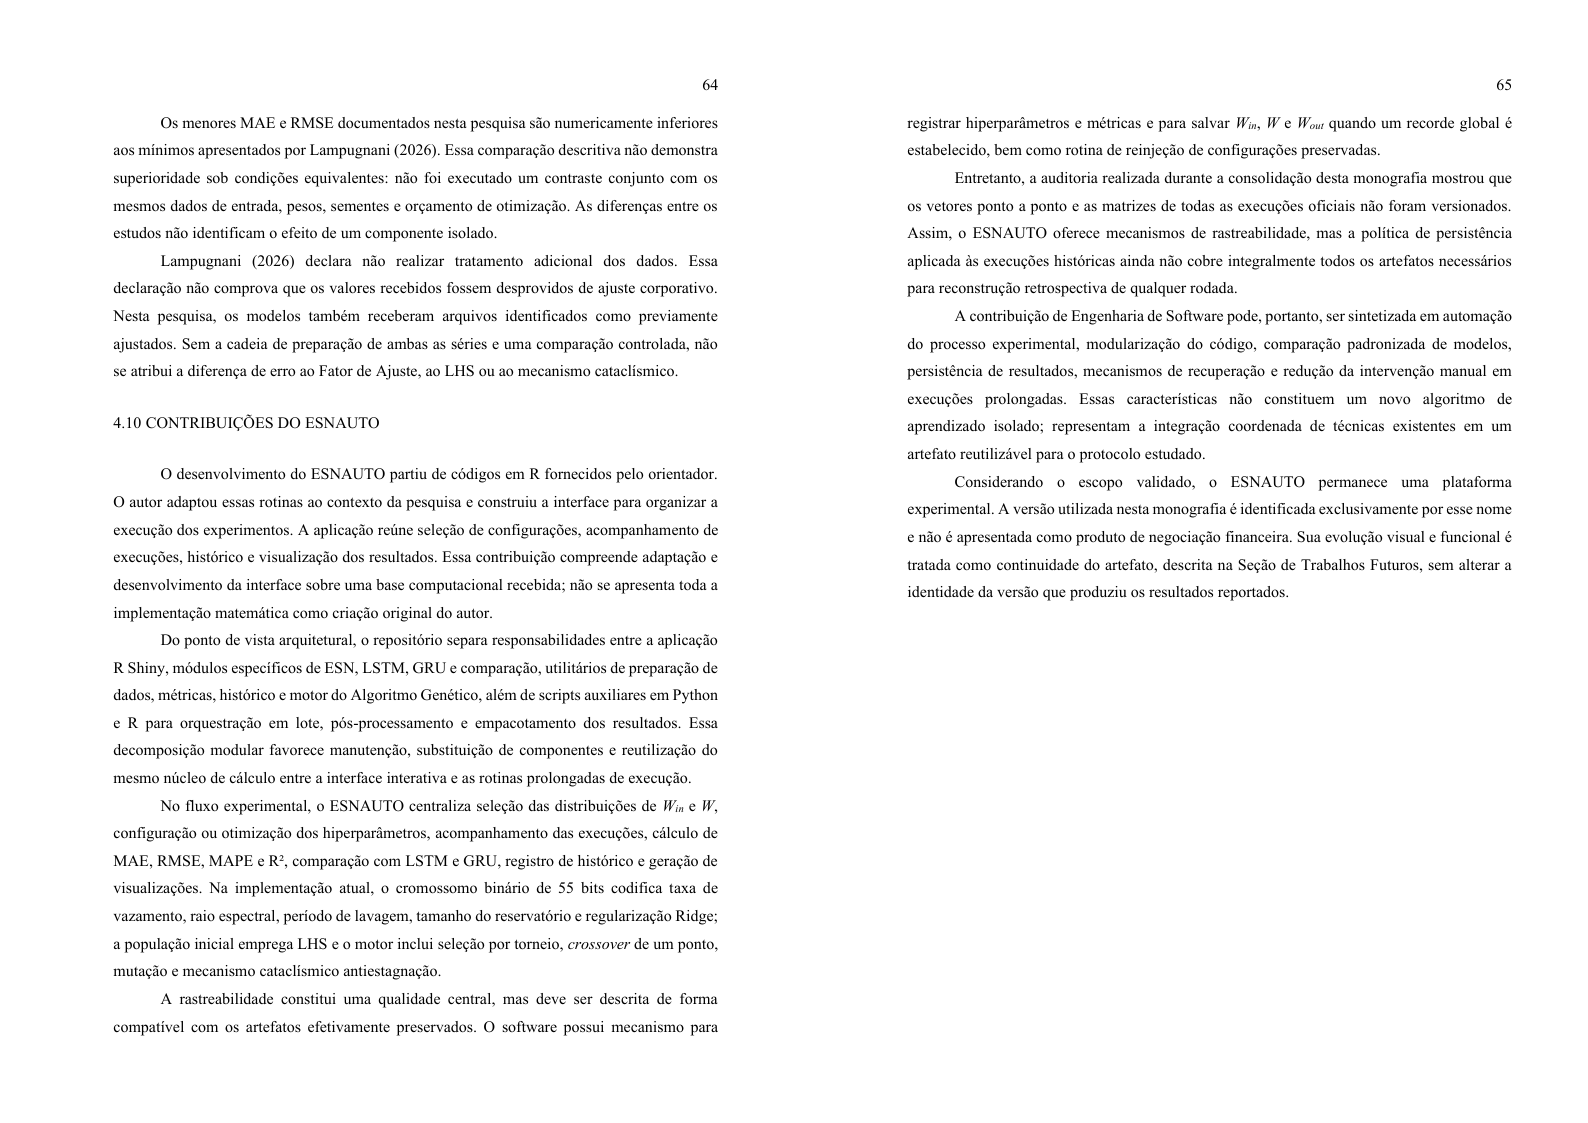 64
Os menores MAE e RMSE documentados nesta pesquisa são numericamente inferiores
aos mínimos apresentados por Lampugnani (2026). Essa comparação descritiva não demonstra
superioridade sob condições equivalentes: não foi executado um contraste conjunto com os
mesmos dados de entrada, pesos, sementes e orçamento de otimização. As diferenças entre os
estudos não identificam o efeito de um componente isolado.
Lampugnani (2026) declara não realizar tratamento adicional dos dados. Essa
declaração não comprova que os valores recebidos fossem desprovidos de ajuste corporativo.
Nesta pesquisa, os modelos também receberam arquivos identificados como previamente
ajustados. Sem a cadeia de preparação de ambas as séries e uma comparação controlada, não
se atribui a diferença de erro ao Fator de Ajuste, ao LHS ou ao mecanismo cataclísmico.
4.10 CONTRIBUIÇÕES DO ESNAUTO
O desenvolvimento do ESNAUTO partiu de códigos em R fornecidos pelo orientador.
O autor adaptou essas rotinas ao contexto da pesquisa e construiu a interface para organizar a
execução dos experimentos. A aplicação reúne seleção de configurações, acompanhamento de
execuções, histórico e visualização dos resultados. Essa contribuição compreende adaptação e
desenvolvimento da interface sobre uma base computacional recebida; não se apresenta toda a
implementação matemática como criação original do autor.
Do ponto de vista arquitetural, o repositório separa responsabilidades entre a aplicação
R Shiny, módulos específicos de ESN, LSTM, GRU e comparação, utilitários de preparação de
dados, métricas, histórico e motor do Algoritmo Genético, além de scripts auxiliares em Python
e R para orquestração em lote, pós-processamento e empacotamento dos resultados. Essa
decomposição modular favorece manutenção, substituição de componentes e reutilização do
mesmo núcleo de cálculo entre a interface interativa e as rotinas prolongadas de execução.
No fluxo experimental, o ESNAUTO centraliza seleção das distribuições de Win e W,
configuração ou otimização dos hiperparâmetros, acompanhamento das execuções, cálculo de
MAE, RMSE, MAPE e R², comparação com LSTM e GRU, registro de histórico e geração de
visualizações. Na implementação atual, o cromossomo binário de 55 bits codifica taxa de
vazamento, raio espectral, período de lavagem, tamanho do reservatório e regularização Ridge;
a população inicial emprega LHS e o motor inclui seleção por torneio, crossover de um ponto,
mutação e mecanismo cataclísmico antiestagnação.
A rastreabilidade constitui uma qualidade central, mas deve ser descrita de forma
compatível com os artefatos efetivamente preservados. O software possui mecanismo para
65
registrar hiperparâmetros e métricas e para salvar Win, W e Wout quando um recorde global é
estabelecido, bem como rotina de reinjeção de configurações preservadas.
Entretanto, a auditoria realizada durante a consolidação desta monografia mostrou que
os vetores ponto a ponto e as matrizes de todas as execuções oficiais não foram versionados.
Assim, o ESNAUTO oferece mecanismos de rastreabilidade, mas a política de persistência
aplicada às execuções históricas ainda não cobre integralmente todos os artefatos necessários
para reconstrução retrospectiva de qualquer rodada.
A contribuição de Engenharia de Software pode, portanto, ser sintetizada em automação
do processo experimental, modularização do código, comparação padronizada de modelos,
persistência de resultados, mecanismos de recuperação e redução da intervenção manual em
execuções prolongadas. Essas características não constituem um novo algoritmo de
aprendizado isolado; representam a integração coordenada de técnicas existentes em um
artefato reutilizável para o protocolo estudado.
Considerando o escopo validado, o ESNAUTO permanece uma plataforma
experimental. A versão utilizada nesta monografia é identificada exclusivamente por esse nome
e não é apresentada como produto de negociação financeira. Sua evolução visual e funcional é
tratada como continuidade do artefato, descrita na Seção de Trabalhos Futuros, sem alterar a
identidade da versão que produziu os resultados reportados.